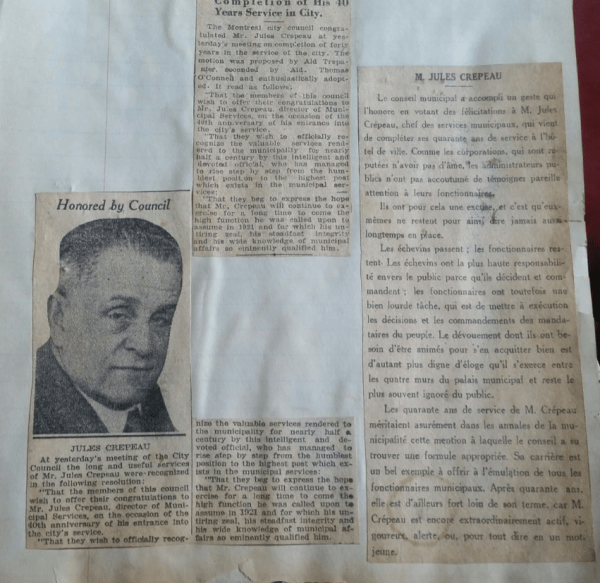 Completion of His 40
Years Service in City.
The Montreal city council congra-
tulated Mr. Jules Crepeau at yes-
terday's meeting on completion of forty
years in the service of the city. The
motion was proposed by Ald Trepa-
nier, seconded by Ald. Thomas
O'Connell and enthusiastically adopt-
ed. It read as follows:
"That the members of this council
wish to offer their congratulations to
Mr. Jules Crepeau, director of Muni-
cipal Services, on the occasion of the
40th anniversary of his entrance into
the city's service.
"That they wish to officially re-
cognize the valuable services rend-
ered to the municipality for nearly
half a century by this intelligent and
devoted official, who has managed
to rise step by step from the hum-
blest position to the highest post
which exists in the municipal ser-
vices:
"That they beg to express the hope
that Mr. Crepeau will continue to ex-
ercise for a long time to come the
high function he was called upon to
assume in 1921 and for which his un-
tiring zeal, his steadfast integrity
and his wide knowledge of municipal
affairs so eminently qualified him.
Honored by Council
JULES CREPEAU
At yesterday's meeting of the City
Council the long and useful services
of Mr. Jules Crepeau were recognized
in the following resolution:
"That the members of this council
wish to offer their congratulations to
Mr. Jules Crepeau, director of Muni-
cipal Services, on the occasion of the
40th anniversary of his entrance into
the city's service.
"That they wish to officially recog-
nize the valuable services rendered to
the municipality for nearly half a
century by this intelligent and de-
voted official, who has managed to
rise step by step from the humblest
position to the highest post which ex-
ists in the municipal services:
"That they beg to express the hope
that Mr. Crepeau will continue to ex-
ercise for a long time to come the
high function he was called upon to
assume in 1921 and for which his un-
tiring zeal, his steadfast integrity and
his wide knowledge of municipal af-
fairs so eminently qualified him.
M. JULES CREPEAU
Le conseil municipal a accompli un geste qui
l'honore en votant des félicitations à M. Jules
Crépeau, chef des services municipaux, qui vient
de compléter ses quarante ans de service à l'hô-
tel de ville. Comme les corporations, qui sont ré-
putées n'avoir pas d'âme, les administrateurs pu-
blics n'ont pas accoutumé de témoigner pareille
attention à leurs fonctionnaires.
Ils ont pour cela une excuse, et c'est qu'eux-
mêmes ne restent pour ainsi dire jamais aussi
longtemps en place.
Les échevins passent; les fonctionnaires res-
tent. Les échevins ont la plus haute responsabili-
té envers le public parce qu'ils décident et com-
mandent; les fonctionnaires ont toutefois une
bien lourde tâche, qui est de mettre à exécution
les décisions et les commandements des manda-
taires du peuple. Le dévouement dont ils ont be-
soin d'être animés pour s'en acquitter bien est
d'autant plus digne d'éloge qu'il s'exerce entre
les quatre murs du palais municipal et reste le
plus souvent ignoré du public.
Les quarante ans de service de M. Crépeau
méritaient assurément dans les annales de la mu-
nicipalité cette mention à laquelle le conseil a su
trouver une formule appropriée. Sa carrière est
un bel exemple à offrir à l'émulation de tous les
fonctionnaires municipaux. Après quarante ans,
elle est d'ailleurs fort loin de son terme, car M.
Crépeau est encore extraordinairement actif, vi-
goureux, alerte, ou, pour tout dire en un mot,
jeune.